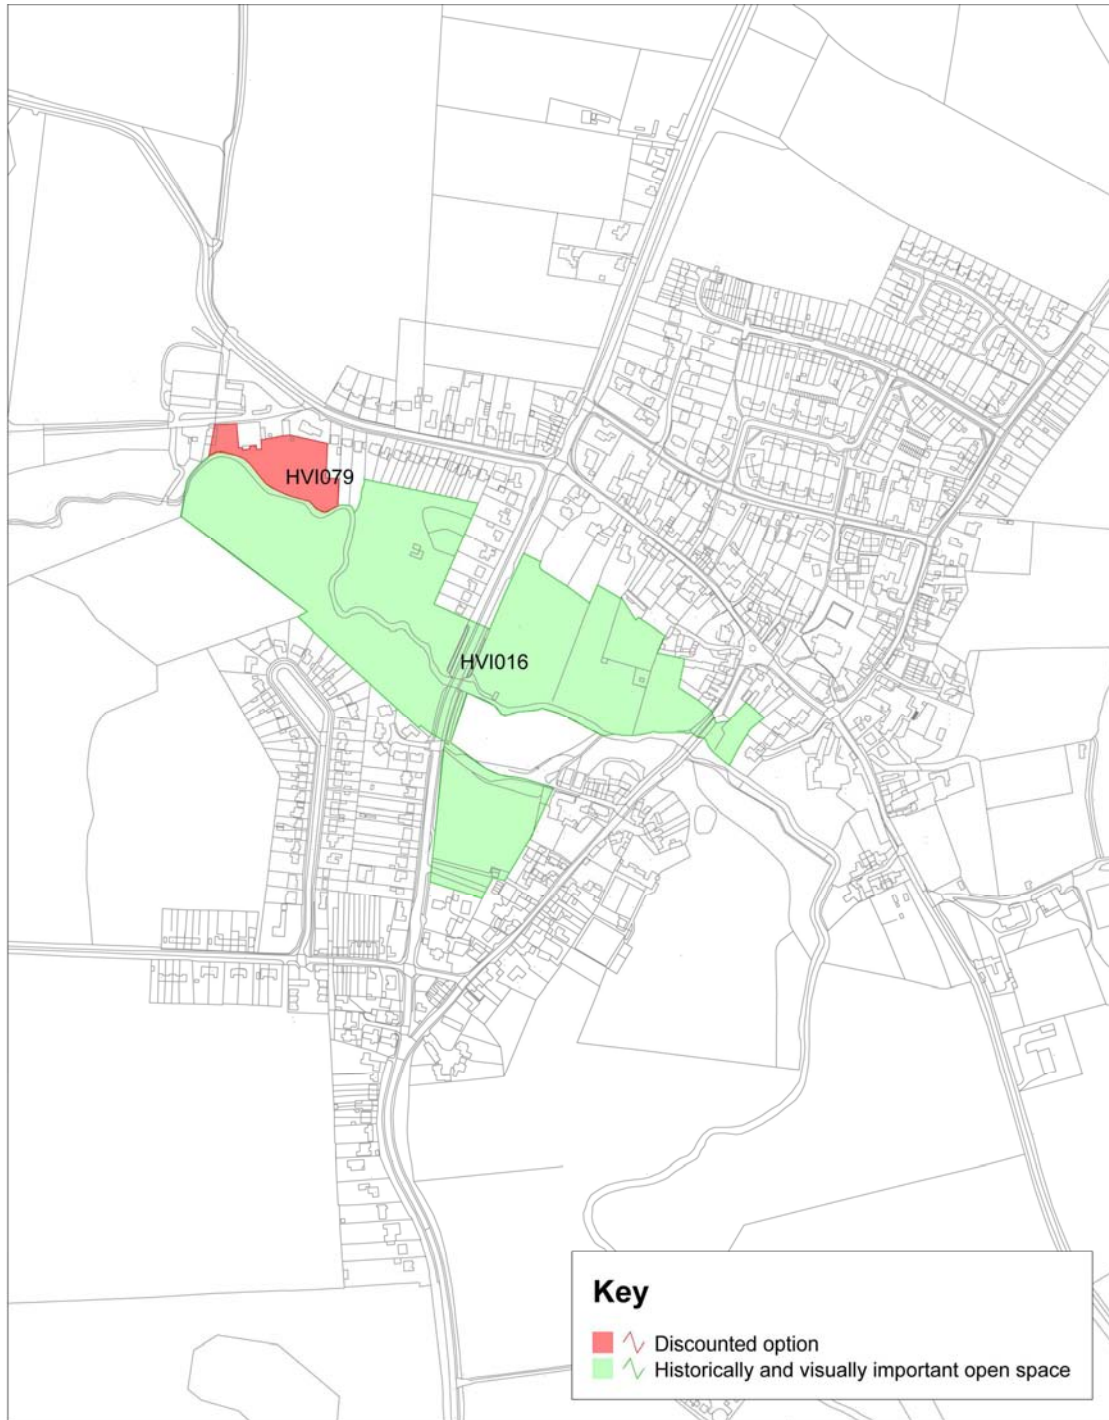 HVI079
HVI016
Key
Discounted option
Historically and visually important open space